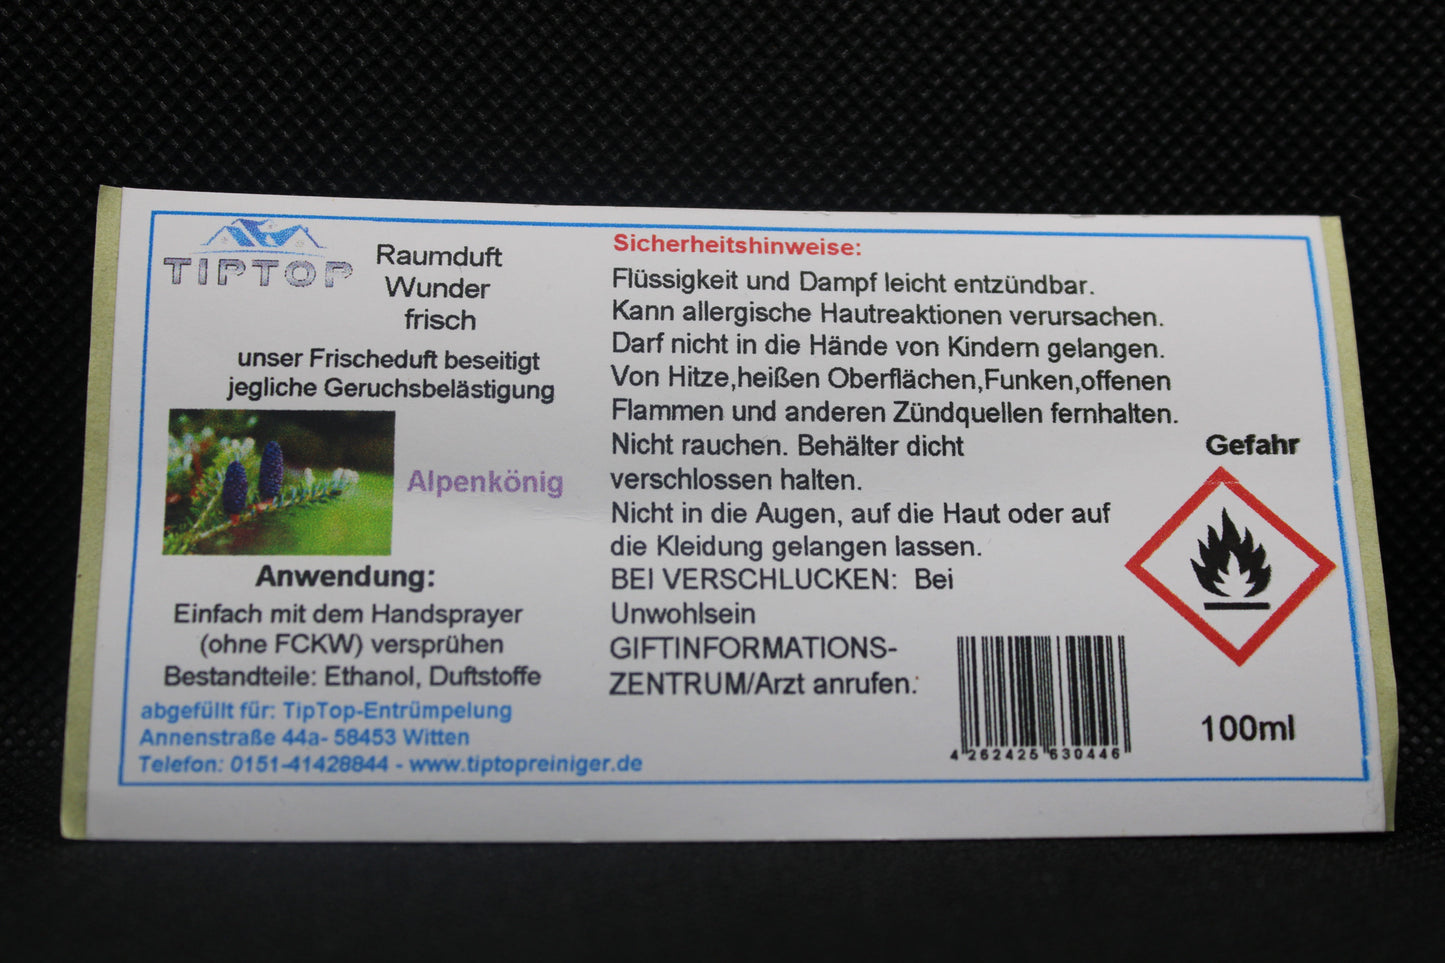 TIPTOP
Raumduft
Wunder
frisch
unser Frischeduft beseitigt
jegliche Geruchsbelästigung
Alpenkönig
Anwendung:
Einfach mit dem Handsprayer
(ohne FCKW) versprühen
Bestandteile: Ethanol, Duftstoffe
abgefüllt für: TipTop-Entrümpelung
Annenstraße 44a- 58453 Witten
Telefon: 0151-41428844 - www.tiptopreiniger.de
Sicherheitshinweise:
Flüssigkeit und Dampf leicht entzündbar.
Kann allergische Hautreaktionen verursachen.
Darf nicht in die Hände von Kindern gelangen.
Von Hitze,heißen Oberflächen,Funken,offenen
Flammen und anderen Zündquellen fernhalten.
Nicht rauchen. Behälter dicht
verschlossen halten.
Nicht in die Augen, auf die Haut oder auf
die Kleidung gelangen lassen.
BEI VERSCHLUCKEN: Bei
Unwohlsein
GIFTINFORMATIONS-
ZENTRUM/Arzt anrufen.
Gefahr
4 262425 630446
100ml